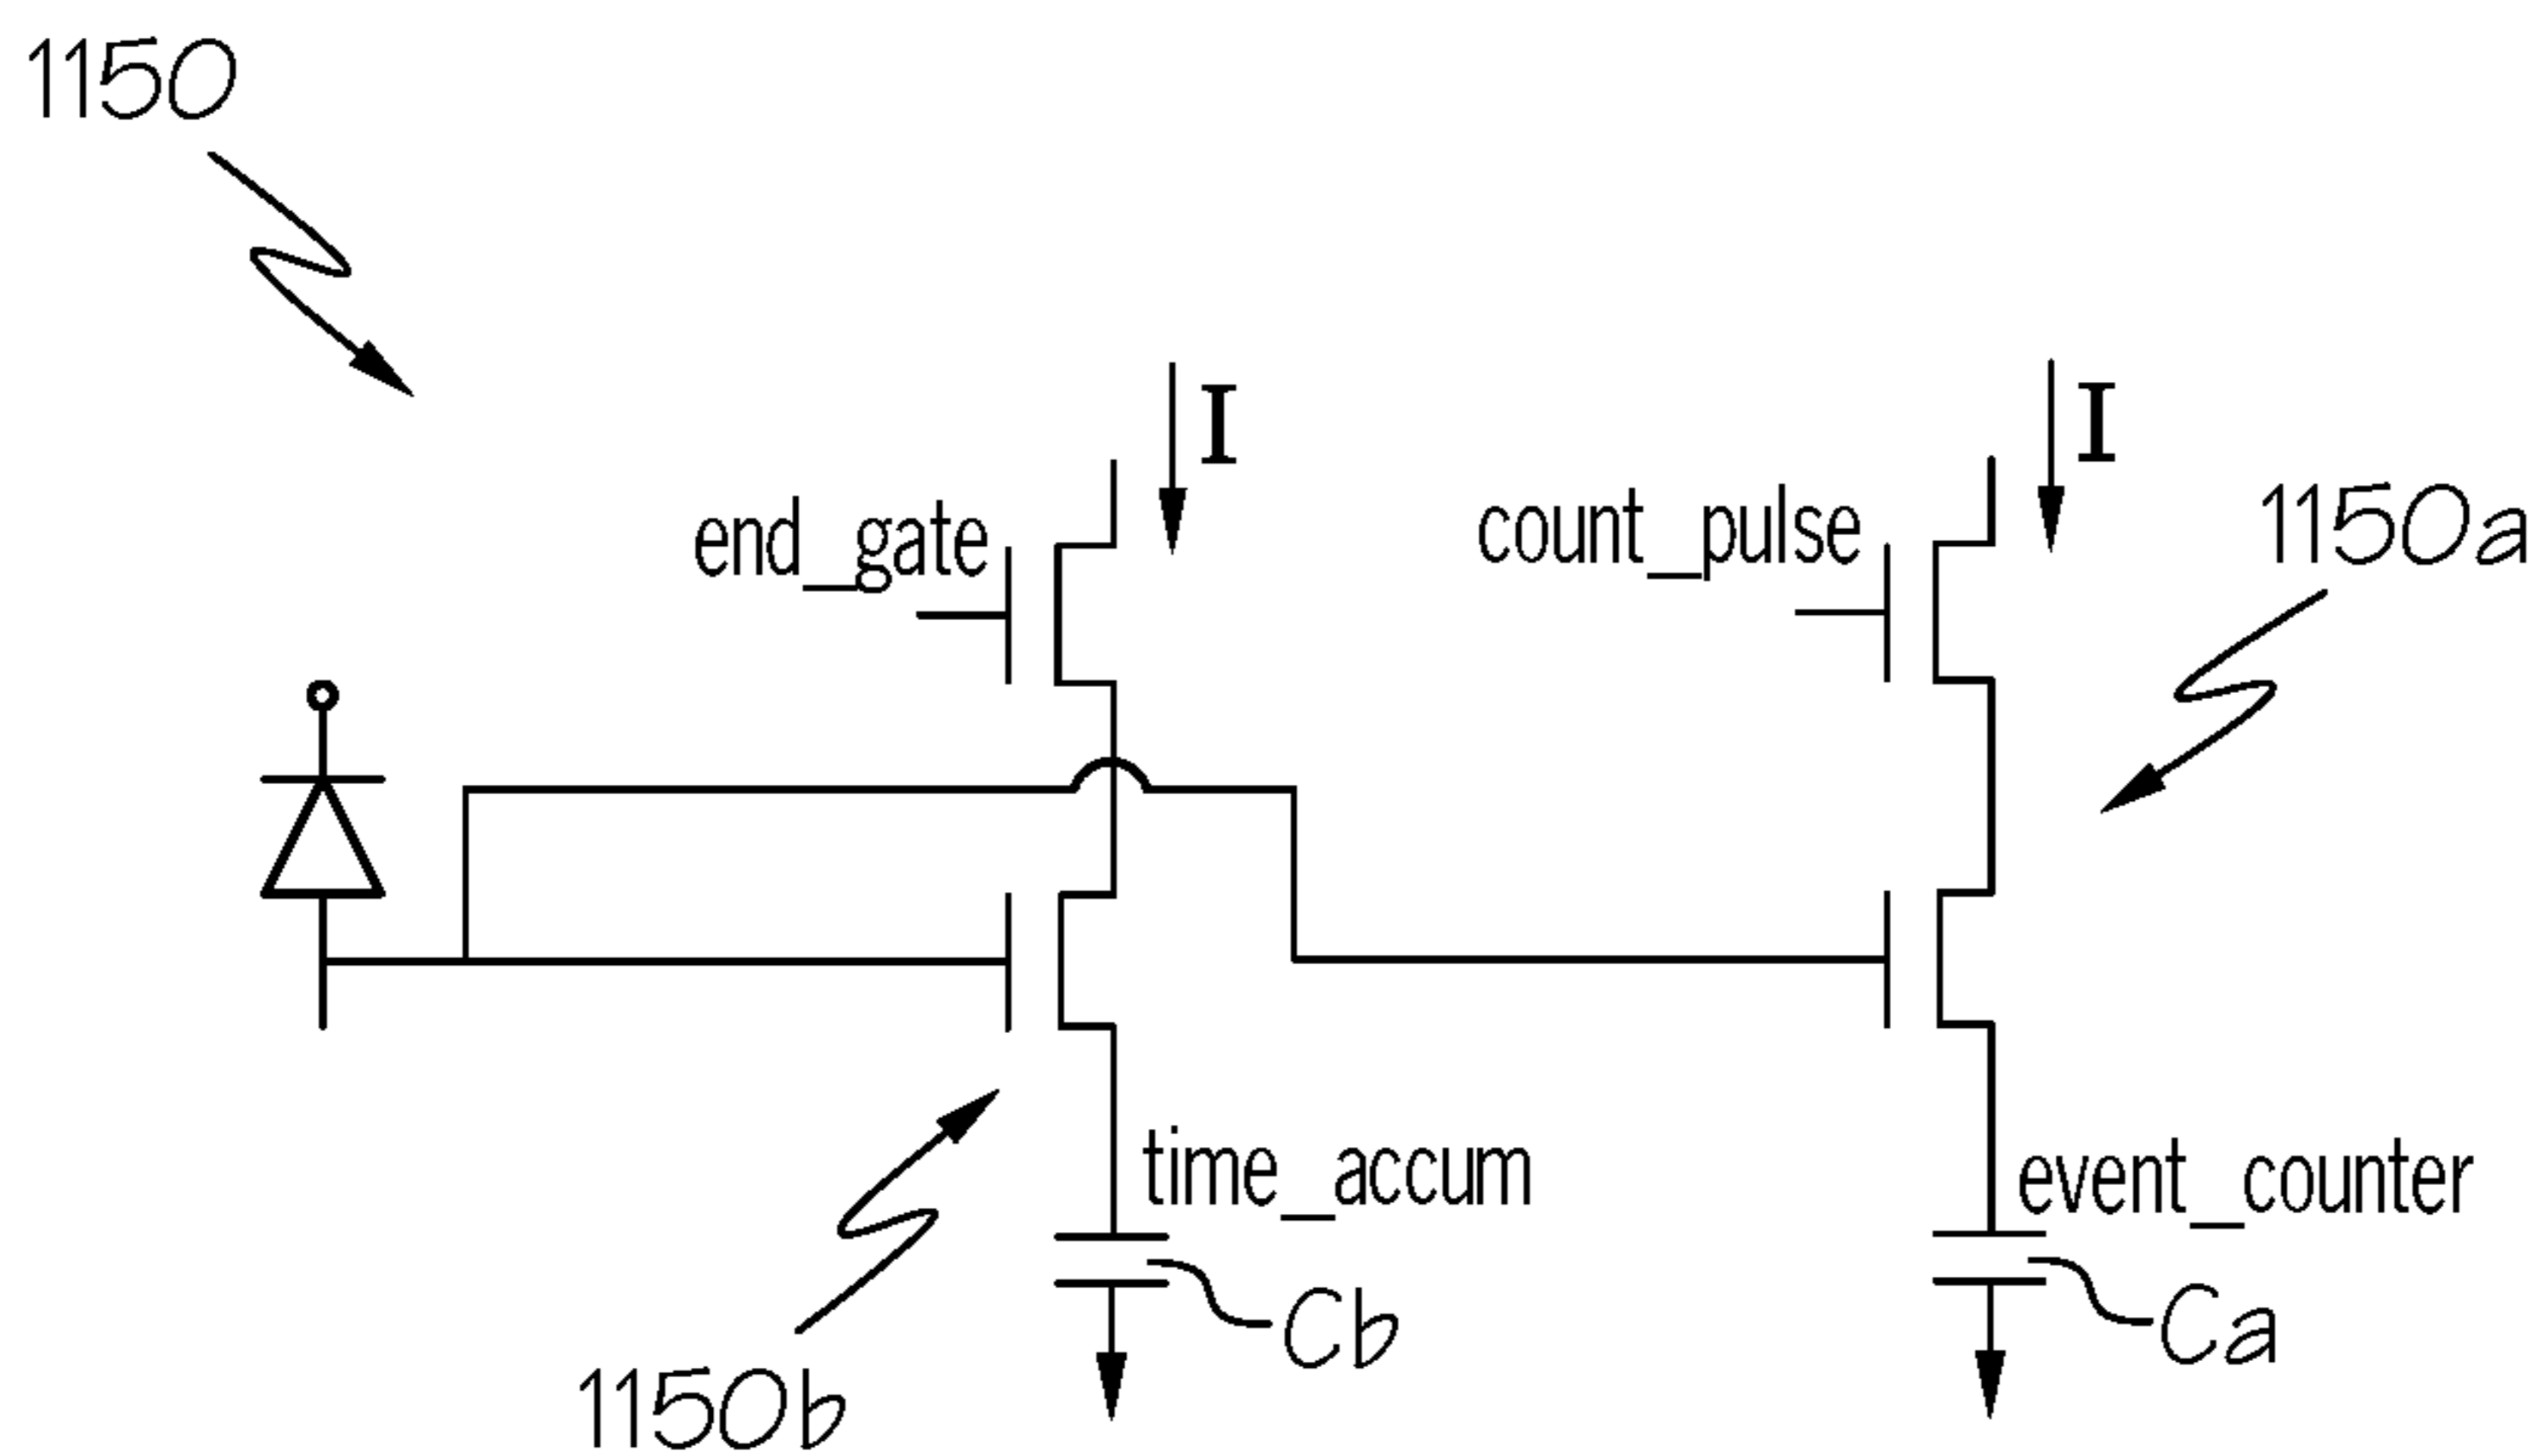 1150
I
I
end_gate
count_pulse
1150a
time_accum
event_counter
Cb
Ca
1150b